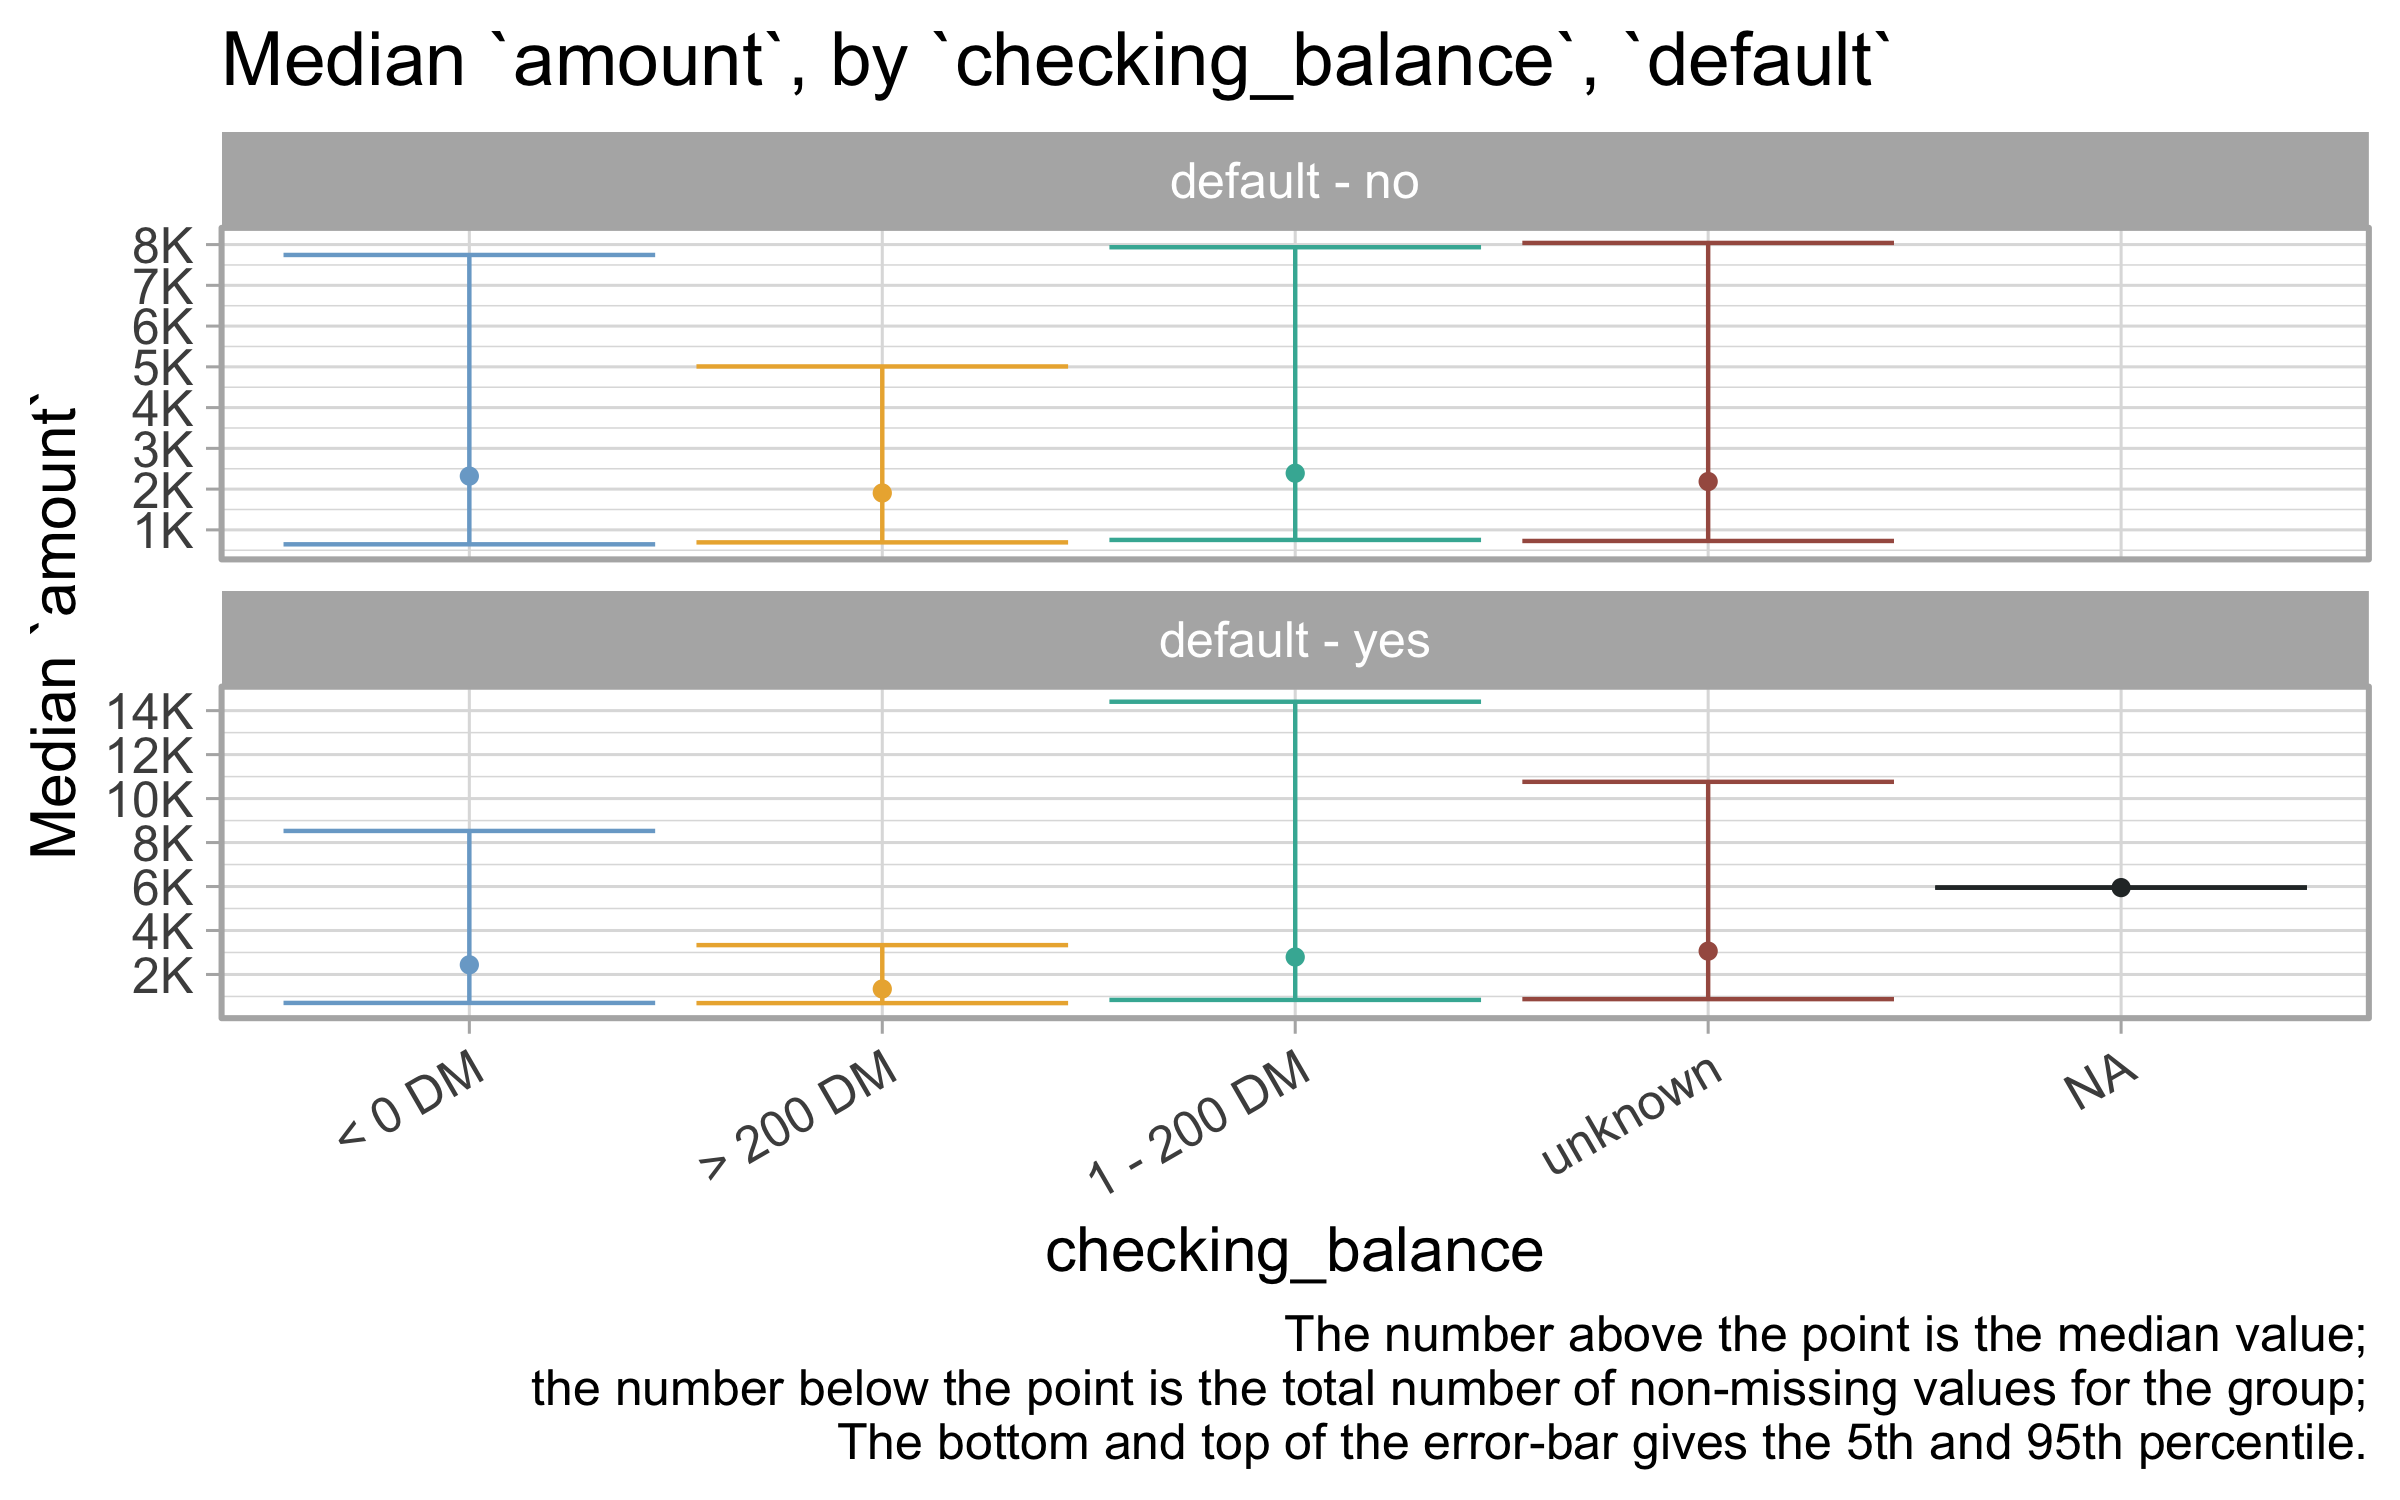 Median `amount`, by `checking_balance`, `default`
default - no
8K
7K
6K
5K
4K
3K
2K
1K
Median `amount`
default - yes
14K
12K
10K
8K
6K
4K
2K
< 0 DM
> 200 DM
1 - 200 DM
unknown
NA
checking_balance
The number above the point is the median value;
the number below the point is the total number of non-missing values for the group;
The bottom and top of the error-bar gives the 5th and 95th percentile.